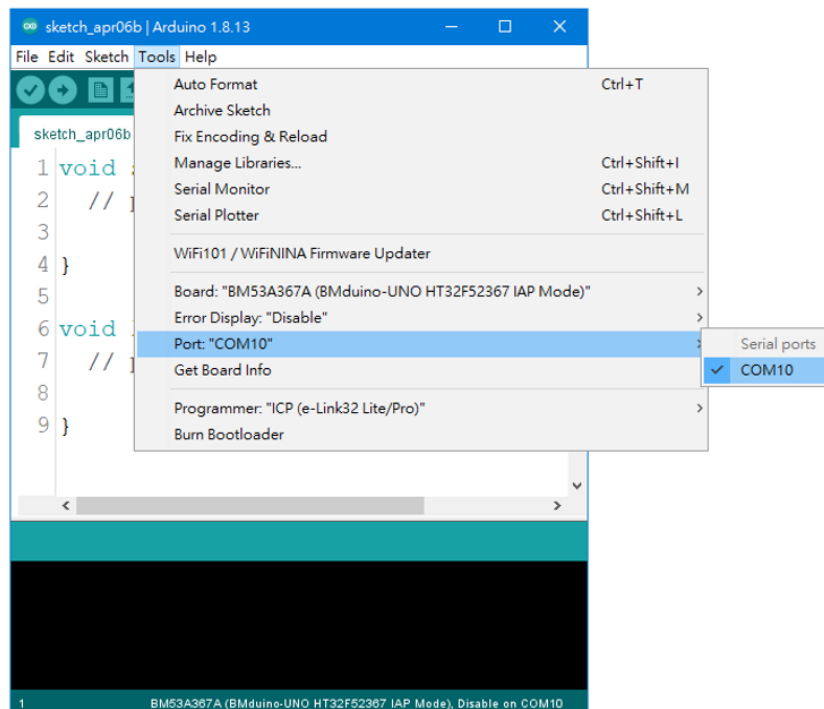 sketch_apr06b | Arduino 1.8.13
File Edit Sketch Tools Help
sketch_apr06b
Auto Format Ctrl+T
Archive Sketch
Fix Encoding & Reload
Manage Libraries... Ctrl+Shift+I
Serial Monitor Ctrl+Shift+M
Serial Plotter Ctrl+Shift+L
WiFi101 / WiFiNINA Firmware Updater
Board: "BM53A367A (BMduino-UNO HT32F52367 IAP Mode)"
Error Display: "Disable"
Port: "COM10"
Serial ports
COM10
Get Board Info
Programmer: "ICP (e-Link32 Lite/Pro)"
Burn Bootloader
1 void
2 //
3
4 }
5
6 void
7 //
8
9 }
1 BM53A367A (BMduino-UNO HT32F52367 IAP Mode), Disable on COM10